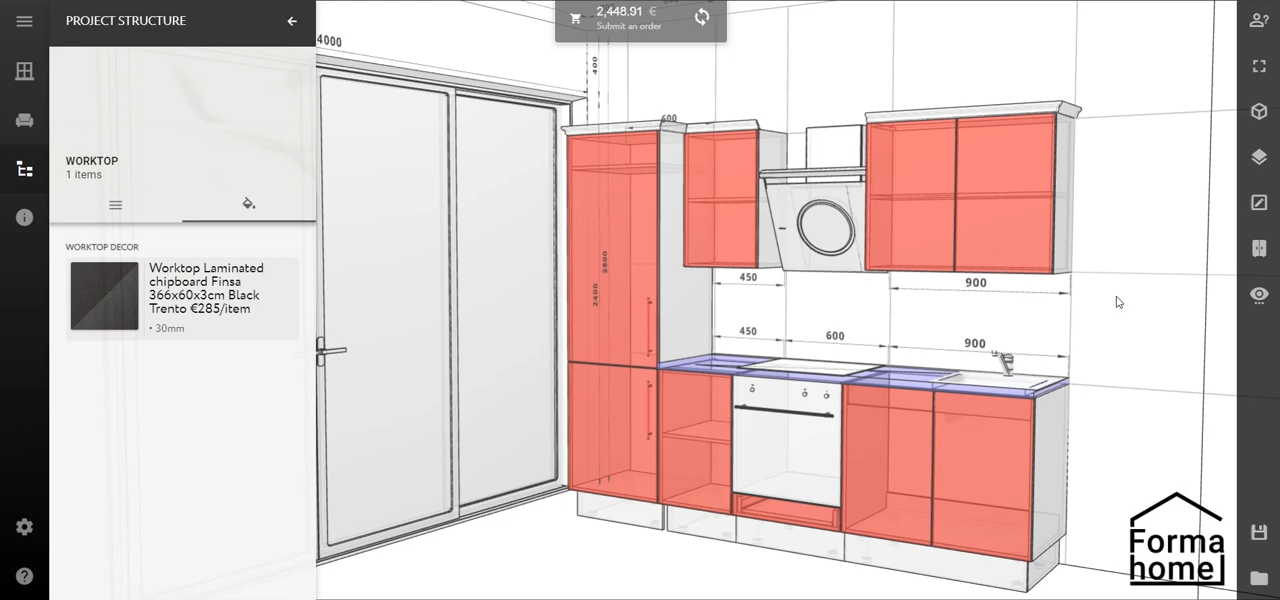 PROJECT STRUCTURE
2,448.91 €
Submit an order
4000
400
600
WORKTOP
1 items
WORKTOP DECOR
Worktop Laminated
chipboard Finsa
366x60x3cm Black
Trento €285/item
• 30mm
2800
2400
450
900
450
600
900
Forma
home